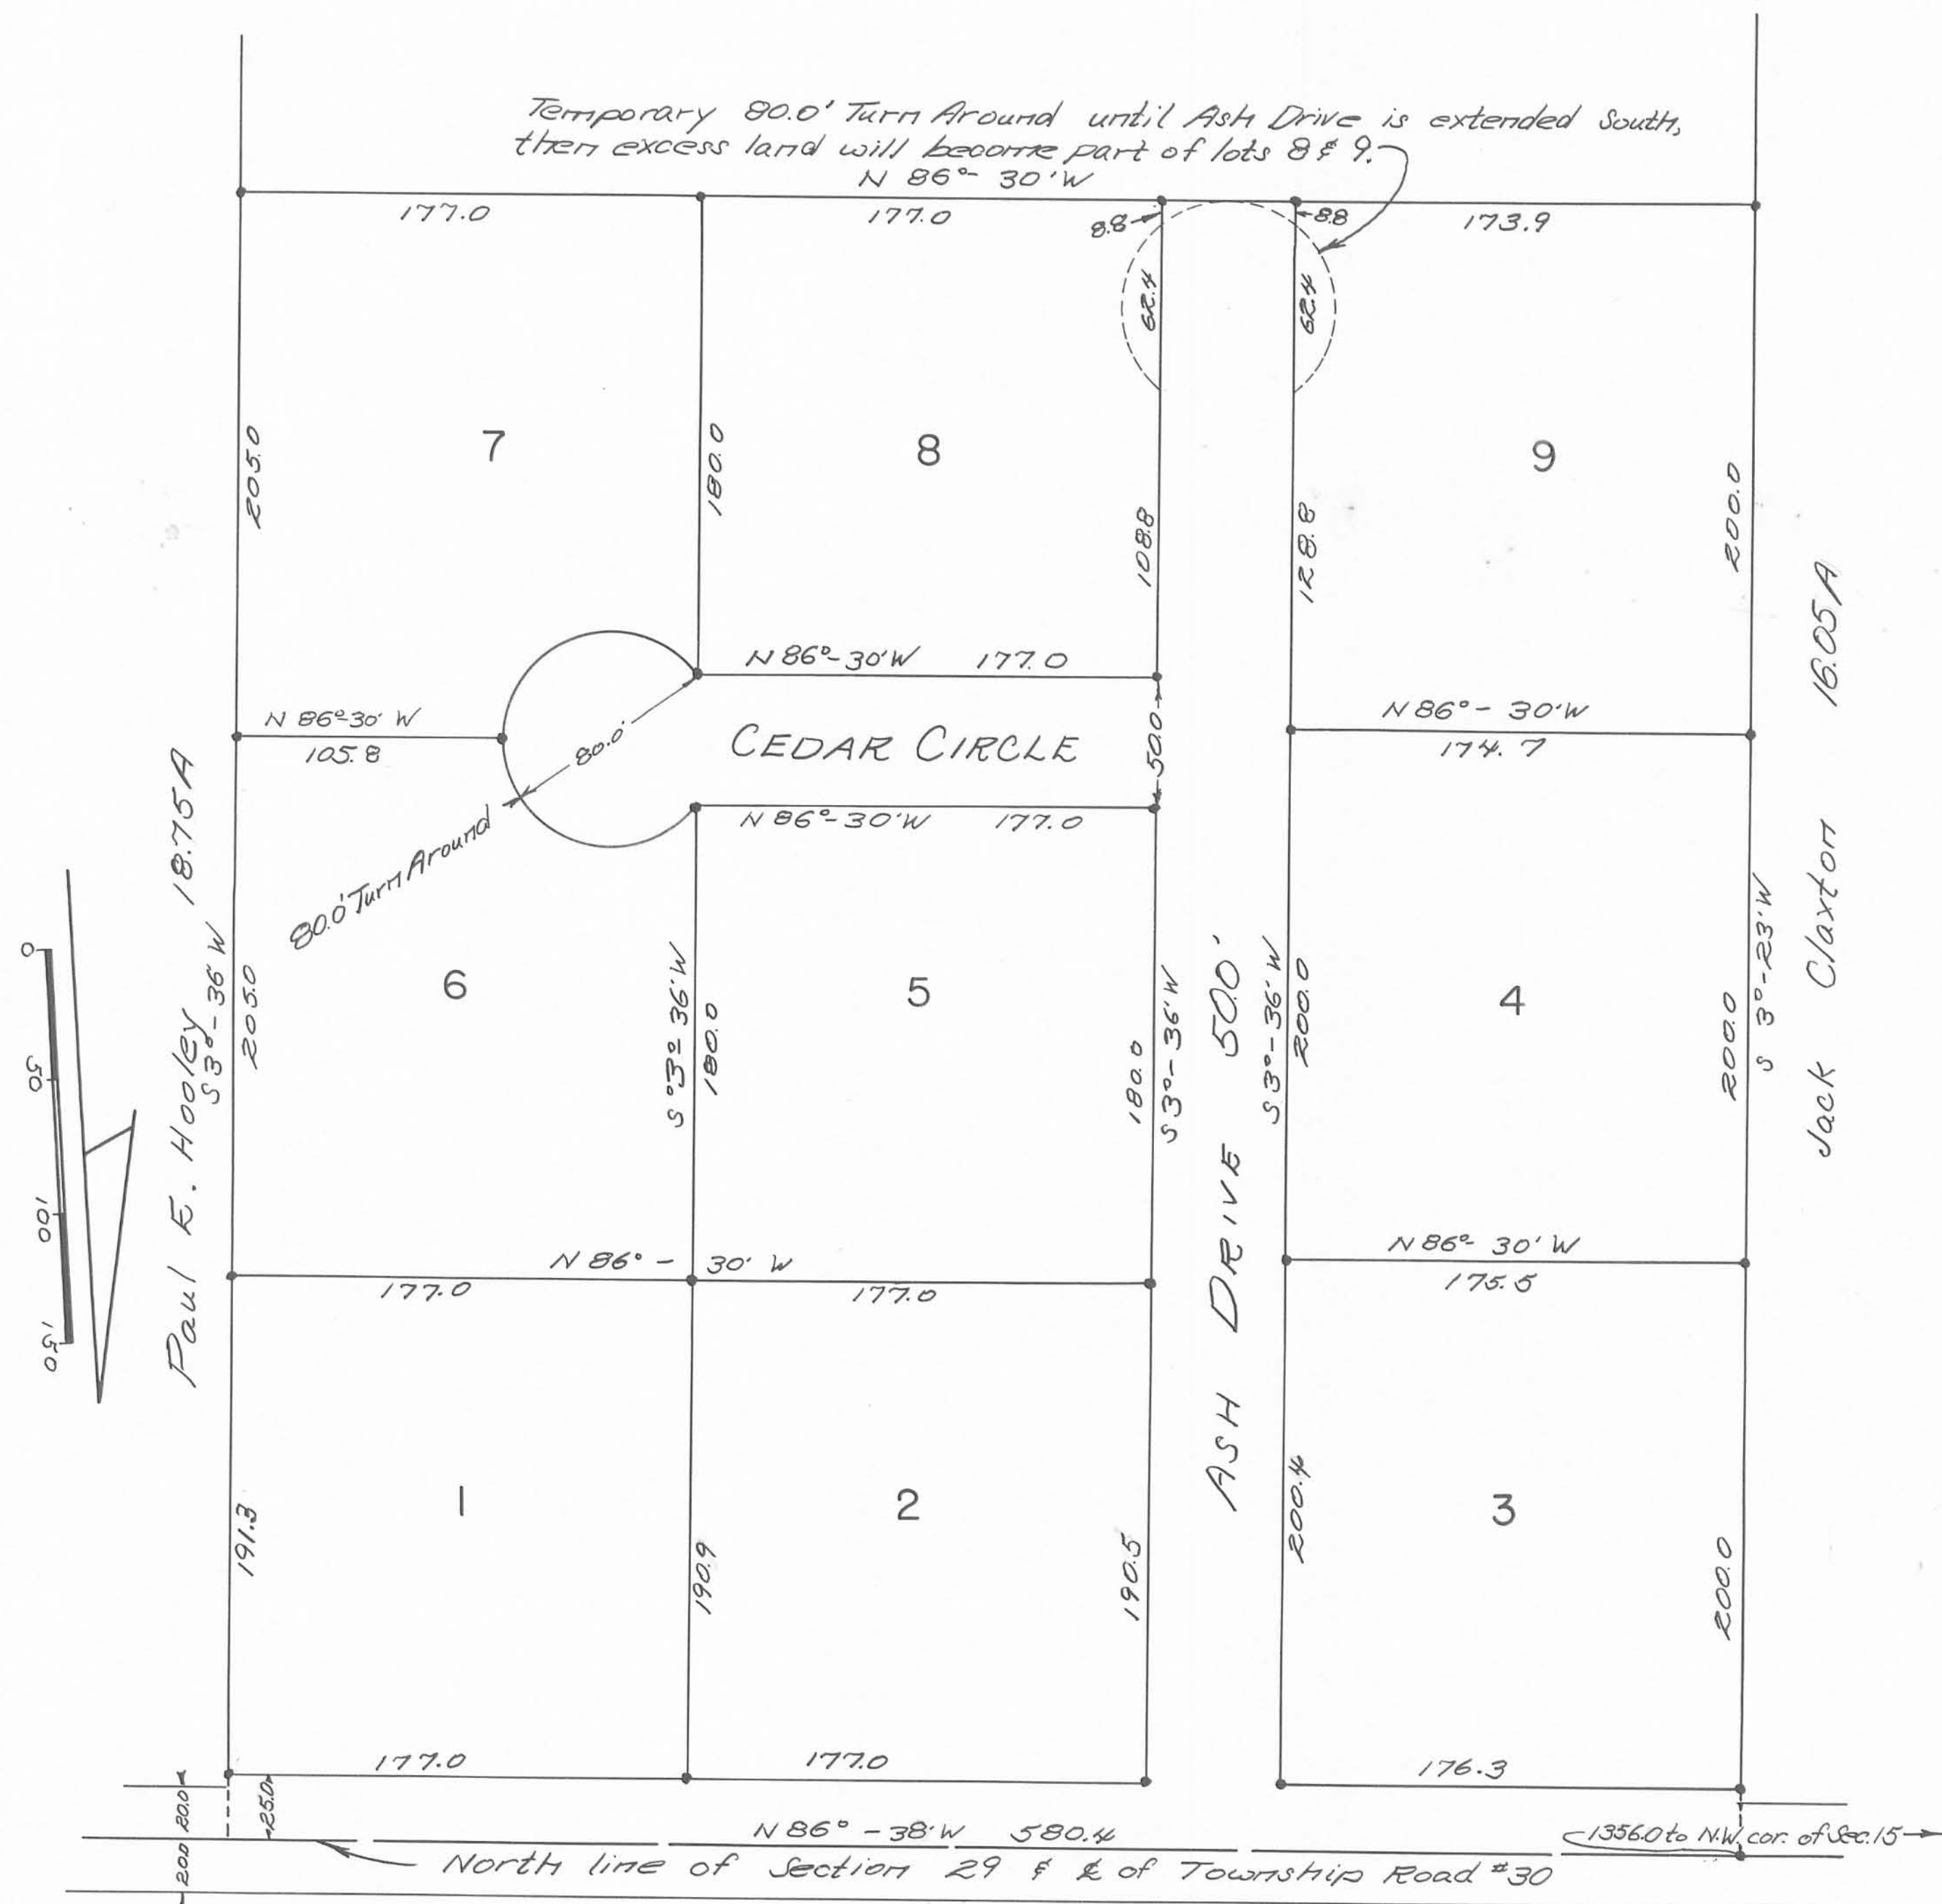 Temporary 80.0' Turn Around until Ash Drive is extended South,
then excess land will become part of lots 8 & 9.
N 86°- 30'W
177.0
177.0
8.8
8.8
173.9
62.4
62.4
7
8
9
205.0
180.0
108.8
128.8
200.0
16.05A
N 86°-30'W 177.0
N 86°-30' W
105.8
80.0'
CEDAR CIRCLE
50.0
N 86° - 30'W
174.7
N 86°-30'W 177.0
80.0' Turn Around
18.75A
Paul E. Hooley
S3°-36'W
205.0
6
S 3°-36'W
180.0
5
180.0
S 3°-36'W
ASH DRIVE 50.0'
S 3°-36'W
200.0
4
200.0
S 3°-23'W
Jack Claxton
0
50
100
150
N 86° - 30' W
177.0
177.0
N 86°- 30' W
175.5
1
2
3
191.3
190.9
190.5
200.4
200.0
177.0
177.0
176.3
20.0
25.0
20.0
N 86° - 38'W 580.4
1356.0 to N.W. cor. of Sec. 15
North line of Section 29 & ℄ of Township Road #30